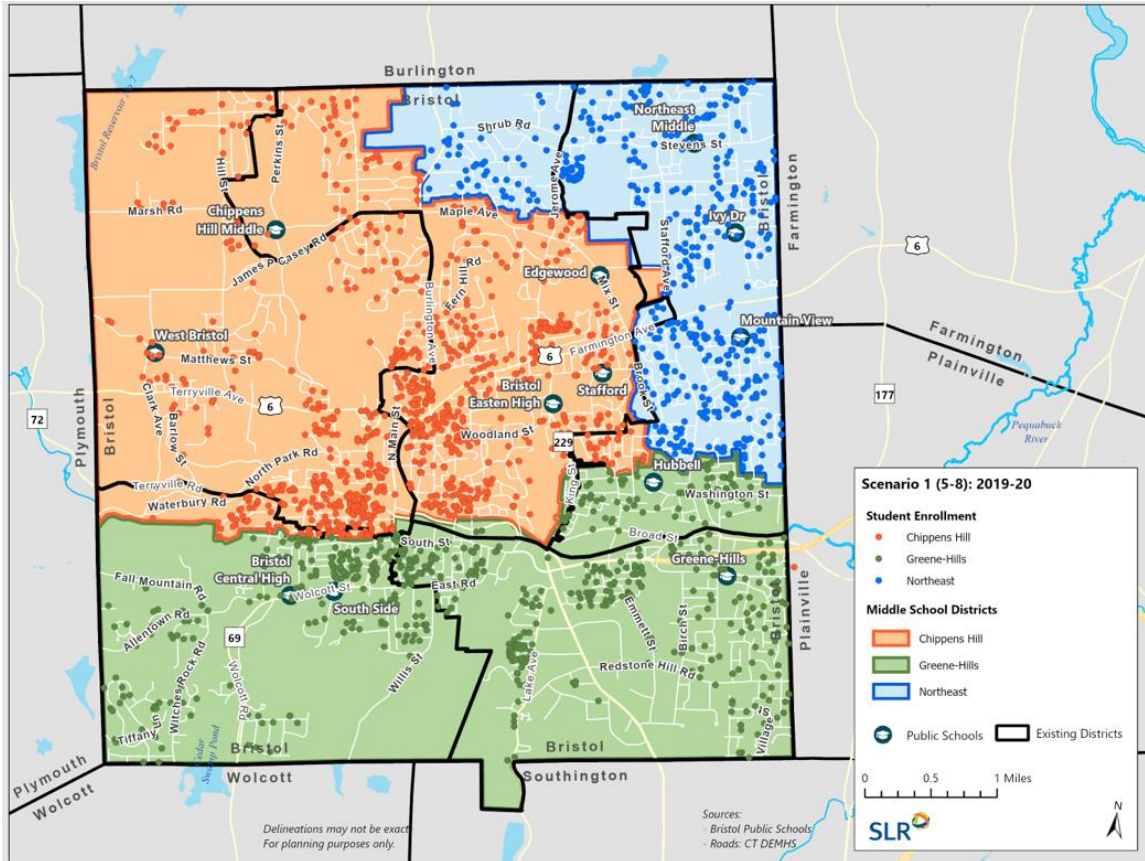 Burlington
Bristol
Bristol Reservoir No 7
Perkins St
Shrub Rd
Northeast
Middle
Stevens St
Jerome Ave
Hill St
Marsh Rd
Chippens
Hill Middle
Maple Ave
Ivy Dr
Bristol
Farmington
James P Casey Rd
Fern Hill Rd
Edgewood
Mix St
Stafford Ave
6
Burlington Ave
West Bristol
Matthews St
6
Farmington Ave
Mountain View
Farmington
Plainville
Terryville Ave
6
Bristol
Easten High
Stafford
Brook St
177
72
Plymouth
Bristol
Clark Ave
Barlow St
N Main St
Woodland St
229
Pequabuck
River
North Park Rd
King St
Hubbell
Washington St
Terryville Rd
Waterbury Rd
South St
Broad St
Bristol
Central High
Greene-Hills
Fall Mountain Rd
Wolcott St
East Rd
South Side
Allentown Rd
69
Emmett St
Birch St
Bristol
Plainville
Witches Rock Rd
Wolcott Rd
Willis St
Lake Ave
Redstone Hill Rd
Tiffany Ln
Cedar
Swamp Pond
Village St
Bristol
Bristol
Plymouth
Wolcott
Wolcott
Southington
Delineations may not be exact
For planning purposes only.
Sources:
- Bristol Public Schools
- Roads: CT DEMHS
Scenario 1 (5-8): 2019-20
Student Enrollment
Chippens Hill
Greene-Hills
Northeast
Middle School Districts
Chippens Hill
Greene-Hills
Northeast
Public Schools
Existing Districts
0 0.5 1 Miles
SLR
N